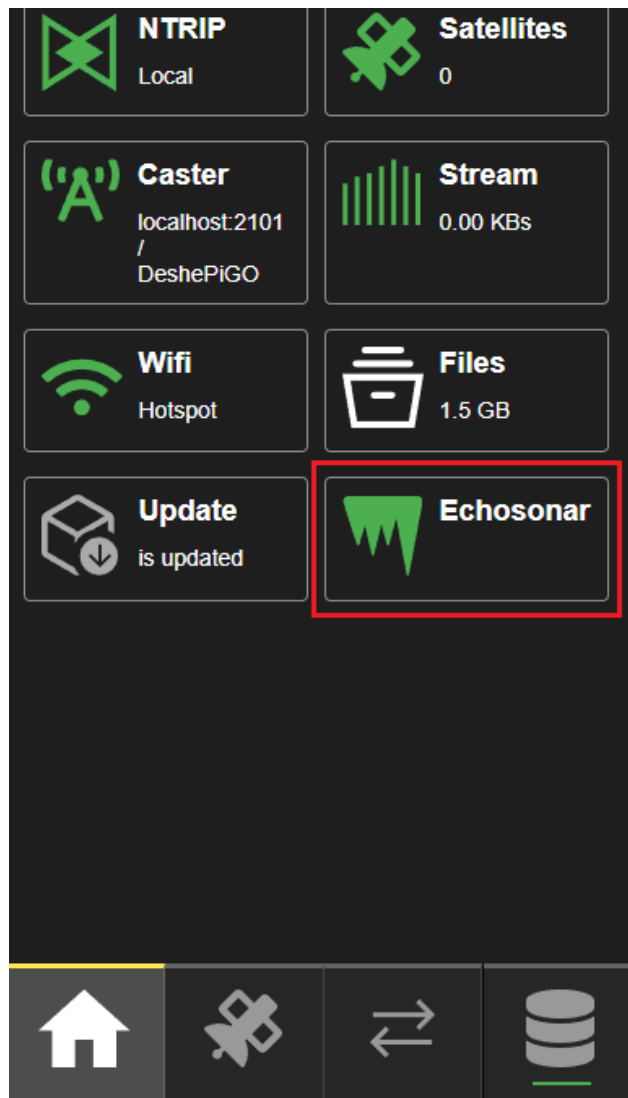 NTRIP
Local
Satellites
0
Caster
localhost:2101
/
DeshePiGO
Stream
0.00 KBs
Wifi
Hotspot
Files
1.5 GB
Update
is updated
Echosonar